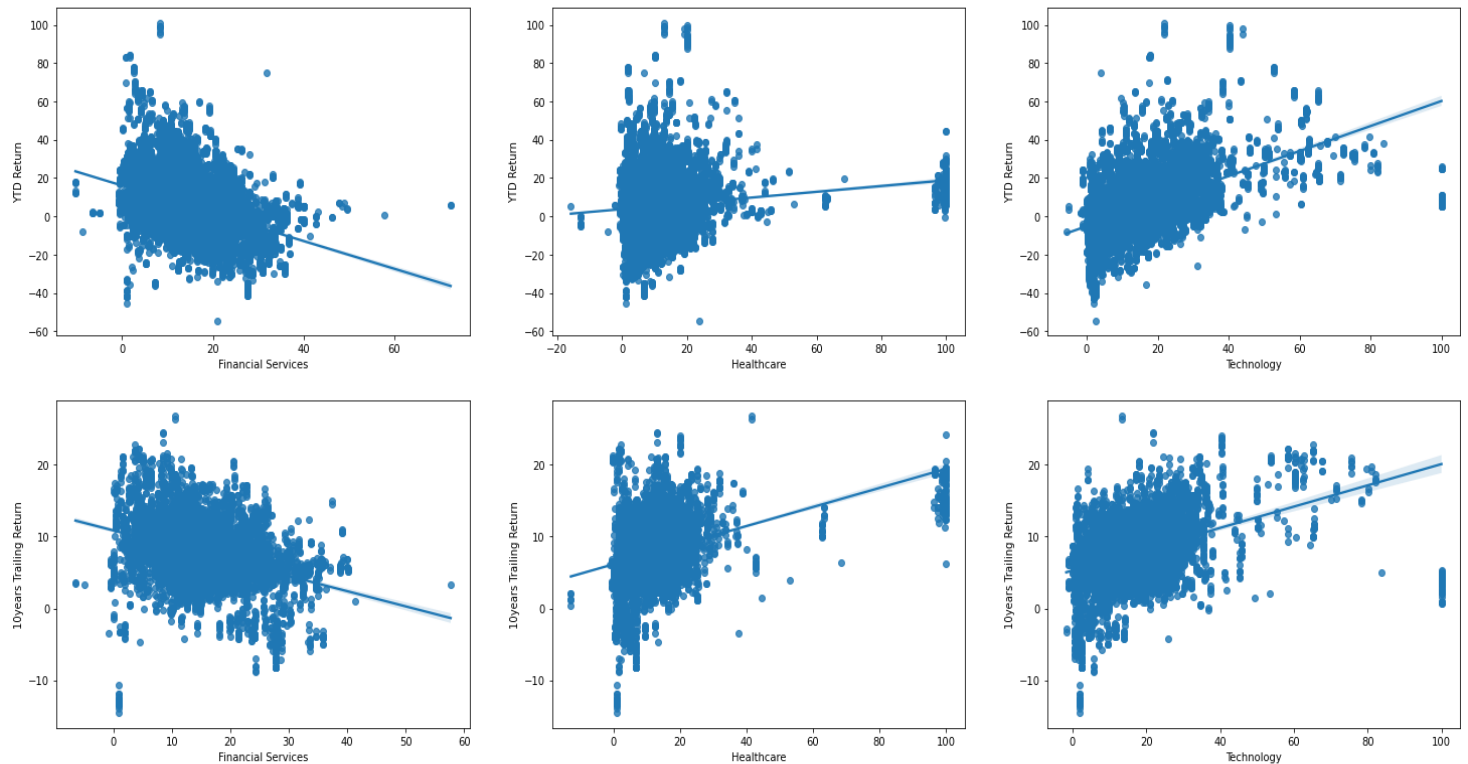 100
80
60
40
20
0
−20
−40
−60
YTD Return
0 20 40 60
Financial Services
100
80
60
40
20
0
−20
−40
−60
YTD Return
−20 0 20 40 60 80 100
Healthcare
100
80
60
40
20
0
−20
−40
−60
YTD Return
0 20 40 60 80 100
Technology
20
10
0
−10
10years Trailing Return
0 10 20 30 40 50 60
Financial Services
20
10
0
−10
10years Trailing Return
0 20 40 60 80 100
Healthcare
20
10
0
−10
10years Trailing Return
0 20 40 60 80 100
Technology